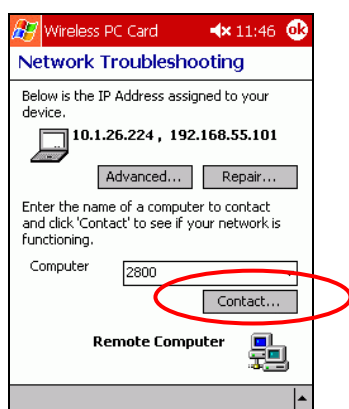 Wireless PC Card 11:46 ok
Network Troubleshooting
Below is the IP Address assigned to your
device.
10.1.26.224 , 192.168.55.101
Advanced... Repair...
Enter the name of a computer to contact
and click 'Contact' to see if your network is
functioning.
Computer 2800
Contact...
Remote Computer